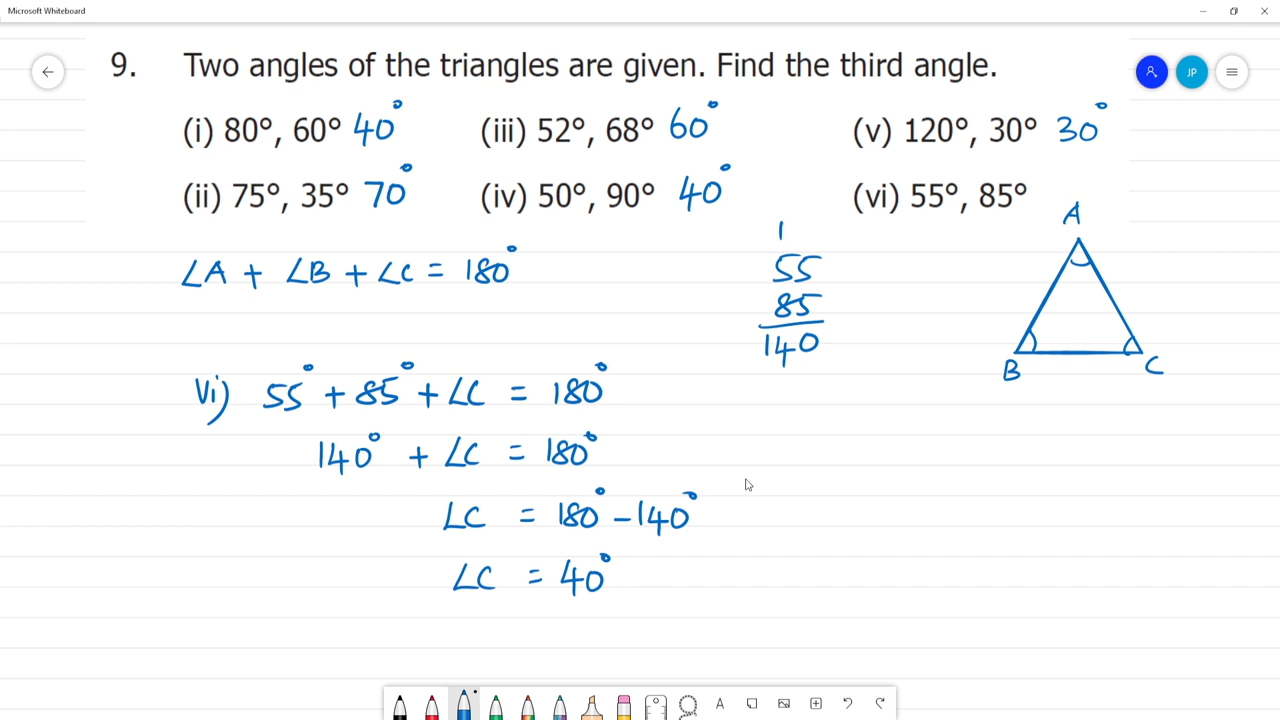 Microsoft Whiteboard
9. Two angles of the triangles are given. Find the third angle.
JP
(i) 80°, 60° 40° (iii) 52°, 68° 60° (v) 120°, 30° 30°
(ii) 75°, 35° 70° (iv) 50°, 90° 40° (vi) 55°, 85°
∠A + ∠B + ∠C = 180°
1
55
85
140
A
B
C
vi) 55° + 85° + ∠C = 180°
140° + ∠C = 180°
∠C = 180° - 140°
∠C = 40°
A